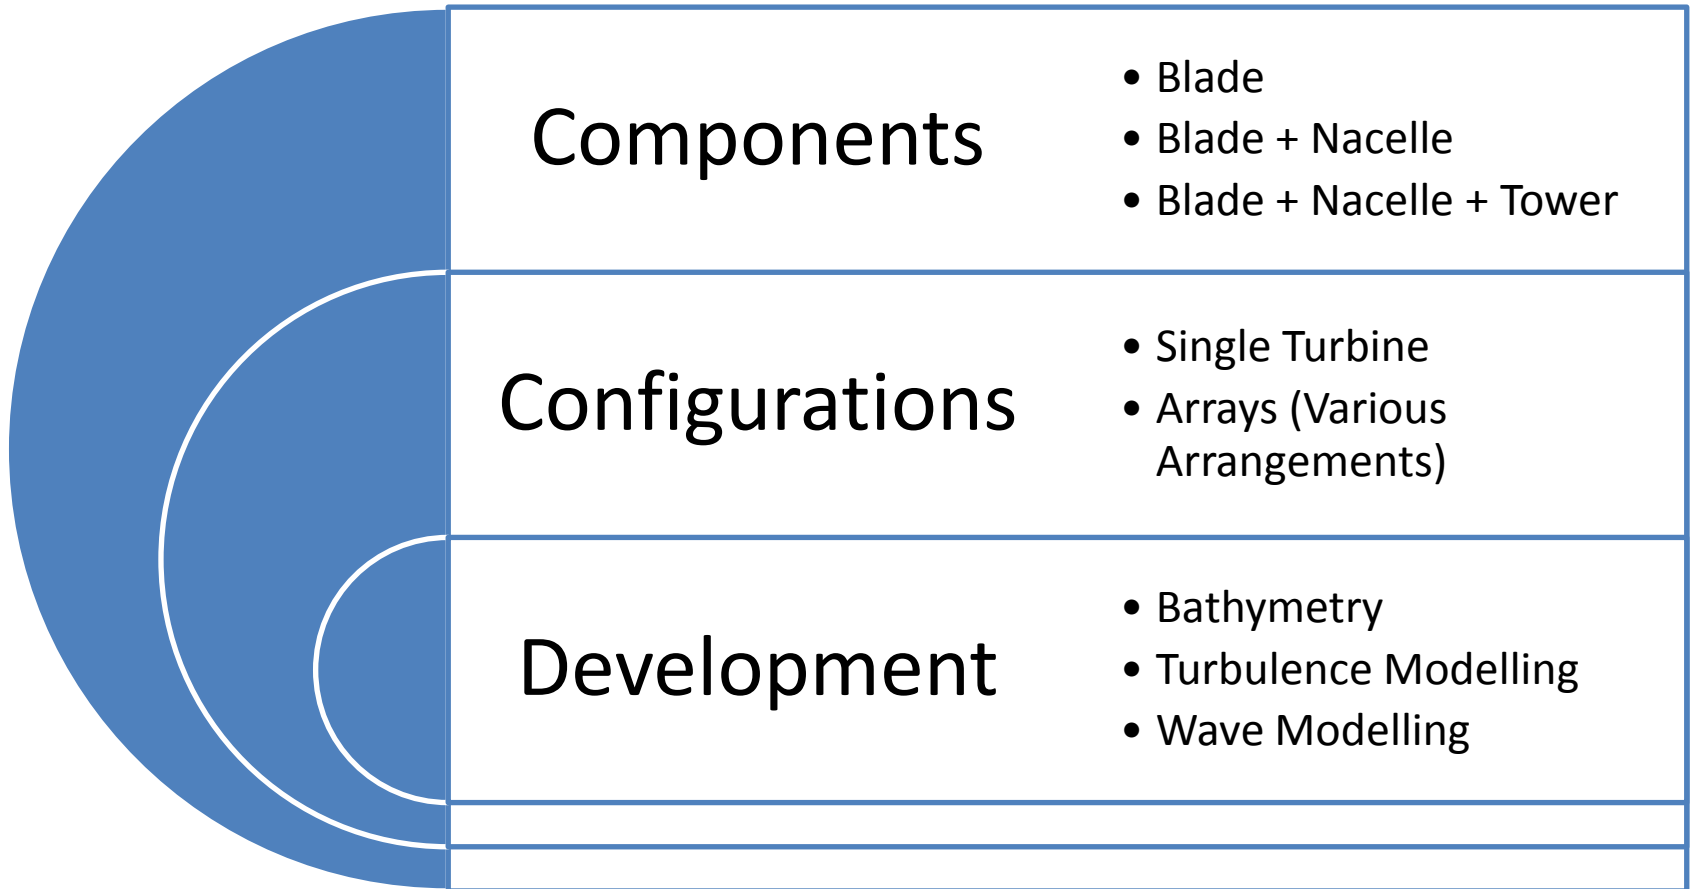 Components
• Blade
• Blade + Nacelle
• Blade + Nacelle + Tower
Configurations
• Single Turbine
• Arrays (Various
Arrangements)
Development
• Bathymetry
• Turbulence Modelling
• Wave Modelling